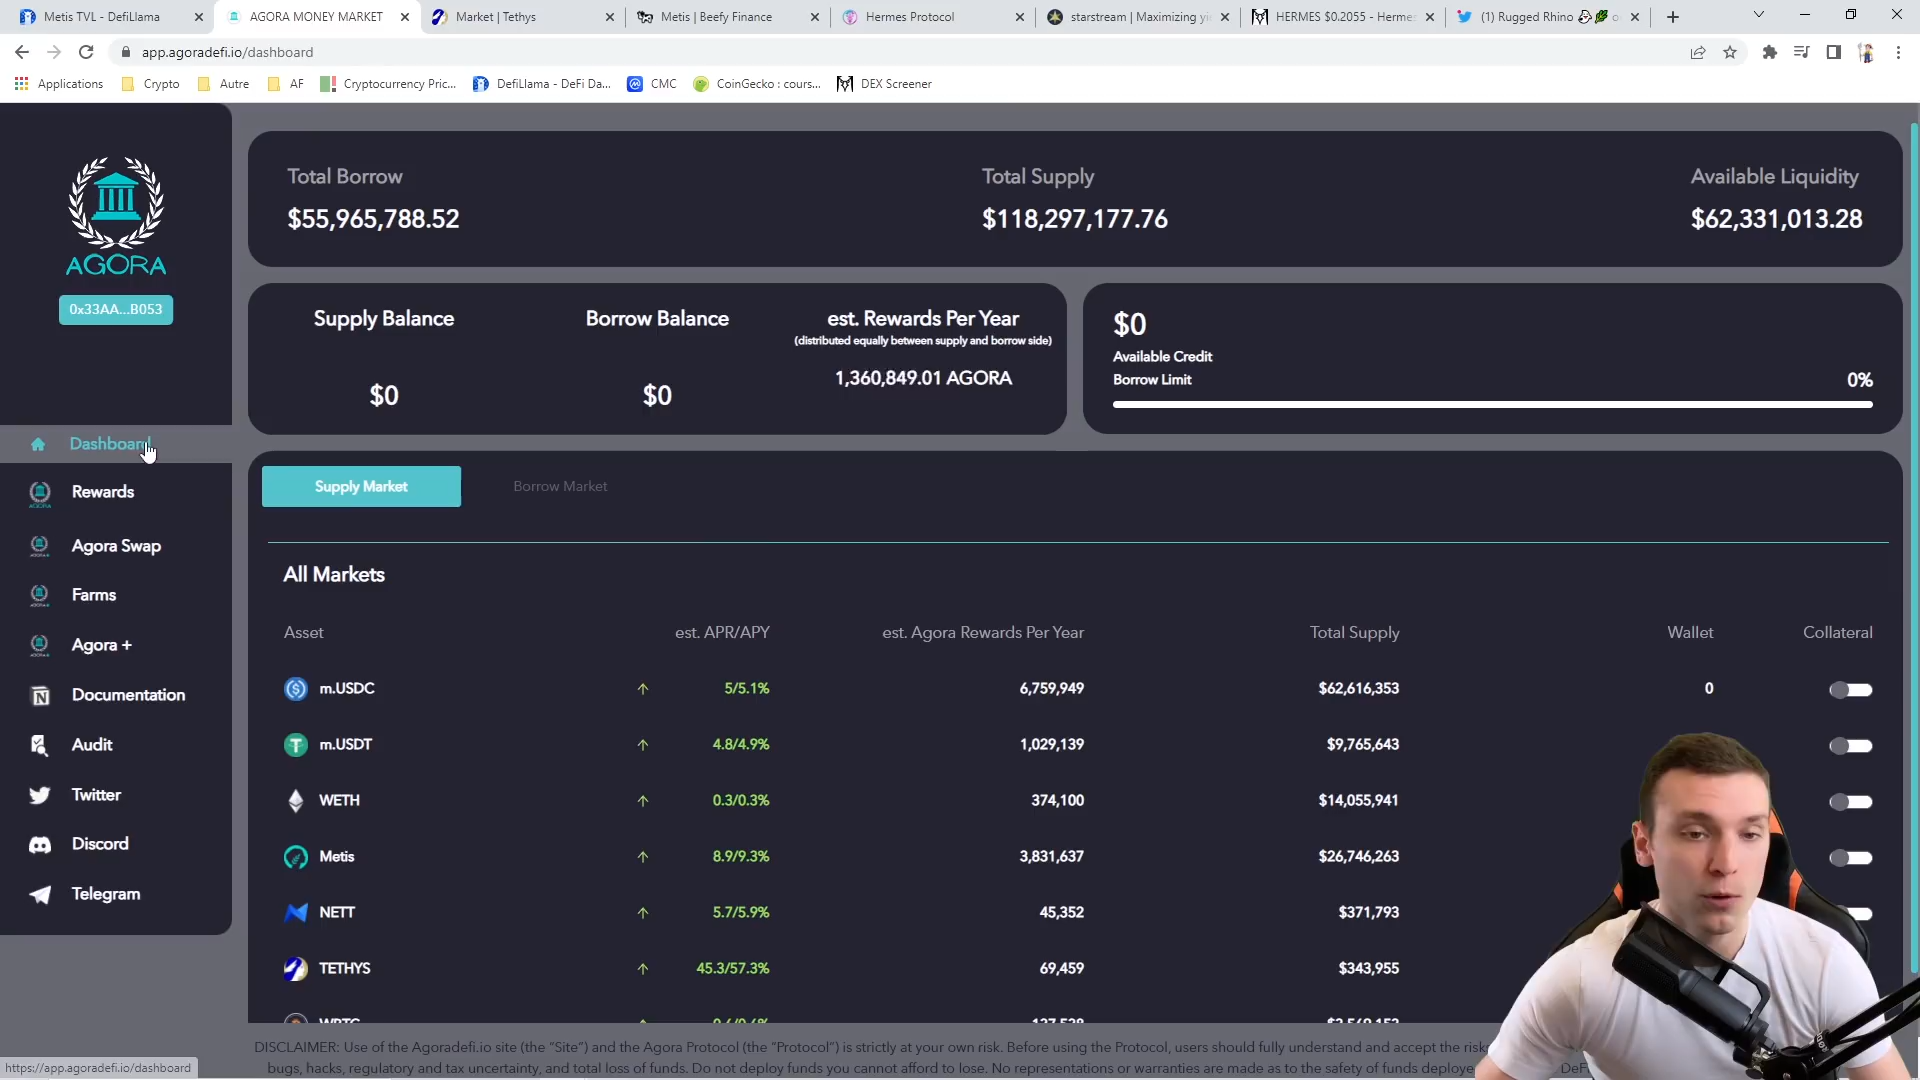 Metis TVL - DefiLlama
AGORA MONEY MARKET
Market | Tethys
Metis | Beefy Finance
Hermes Protocol
starstream | Maximizing yi
HERMES $0.2055 - Hermes
(1) Rugged Rhino
app.agoradefi.io/dashboard
Applications
Crypto
Autre
AF
Cryptocurrency Pric...
DefiLlama - DeFi Da...
CMC
CoinGecko : cours...
DEX Screener
AGORA
0x33AA...B053
Dashboard
Rewards
Agora Swap
Farms
Agora +
Documentation
Audit
Twitter
Discord
Telegram
Total Borrow
$55,965,788.52
Total Supply
$118,297,177.76
Available Liquidity
$62,331,013.28
Supply Balance
$0
Borrow Balance
$0
est. Rewards Per Year
(distributed equally between supply and borrow side)
1,360,849.01 AGORA
$0
Available Credit
Borrow Limit
0%
Supply Market
Borrow Market
All Markets
Asset est. APR/APY est. Agora Rewards Per Year Total Supply Wallet Collateral
m.USDC 5/5.1% 6,759,949 $62,616,353 0
m.USDT 4.8/4.9% 1,029,139 $9,765,643
WETH 0.3/0.3% 374,100 $14,055,941
Metis 8.9/9.3% 3,831,637 $26,746,263
NETT 5.7/5.9% 45,352 $371,793
TETHYS 45.3/57.3% 69,459 $343,955
DISCLAIMER: Use of the Agoradefi.io site (the "Site") and the Agora Protocol (the "Protocol") is strictly at your own risk. Before using the Protocol, users should fully understand and accept the
bugs, hacks, regulatory and tax uncertainty, and total loss of funds. Do not deploy funds you cannot afford to lose. No representations or warranties are made as to the safety of funds
https://app.agoradefi.io/dashboard